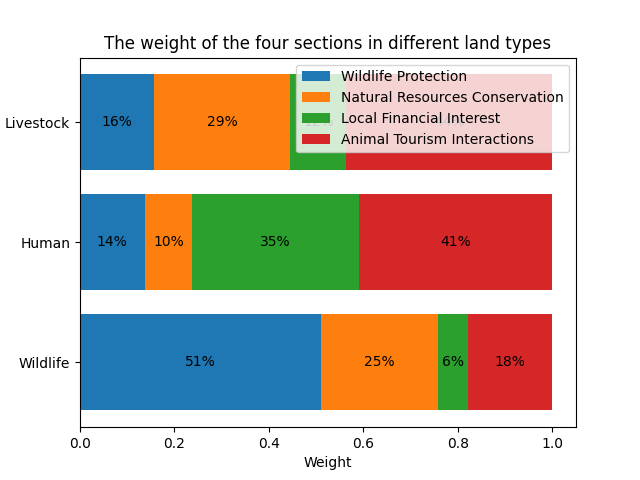 The weight of the four sections in different land types
Wildlife Protection
Natural Resources Conservation
Local Financial Interest
Animal Tourism Interactions
Livestock
16%
29%
Human
14%
10%
35%
41%
Wildlife
51%
25%
6%
18%
0.0
0.2
0.4
0.6
0.8
1.0
Weight